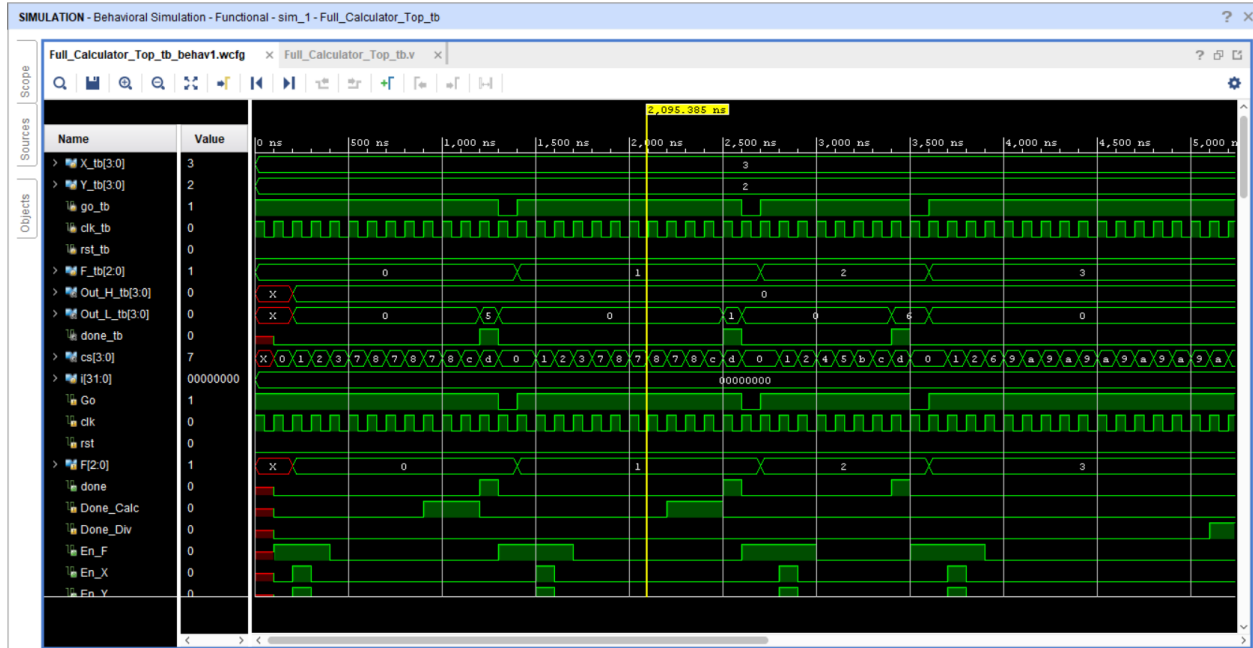 SIMULATION - Behavioral Simulation - Functional - sim_1 - Full_Calculator_Top_tb ? ×
Scope
Sources
Objects
Full_Calculator_Top_tb_behav1.wcfg × Full_Calculator_Top_tb.v × ?
2,095.385 ns
Name Value
0 ns 500 ns 1,000 ns 1,500 ns 2,000 ns 2,500 ns 3,000 ns 3,500 ns 4,000 ns 4,500 ns 5,000 n
X_tb[3:0] 3 3
Y_tb[3:0] 2 2
go_tb 1
clk_tb 0
rst_tb 0
F_tb[2:0] 1 0 1 2 3
Out_H_tb[3:0] 0 X 0
Out_L_tb[3:0] 0 X 0 5 0 1 0 6 0
done_tb 0
cs[3:0] 7 X 0 1 2 3 7 8 7 8 7 8 c d 0 1 2 3 7 8 7 8 7 8 c d 0 1 2 4 5 b c d 0 1 2 6 9 a 9 a 9 a 9 a 9 a
i[31:0] 00000000 00000000
Go 1
clk 0
rst 0
F[2:0] 1 X 0 1 2 3
done 0
Done_Calc 0
Done_Div 0
En_F 0
En_X 0
En_Y 0